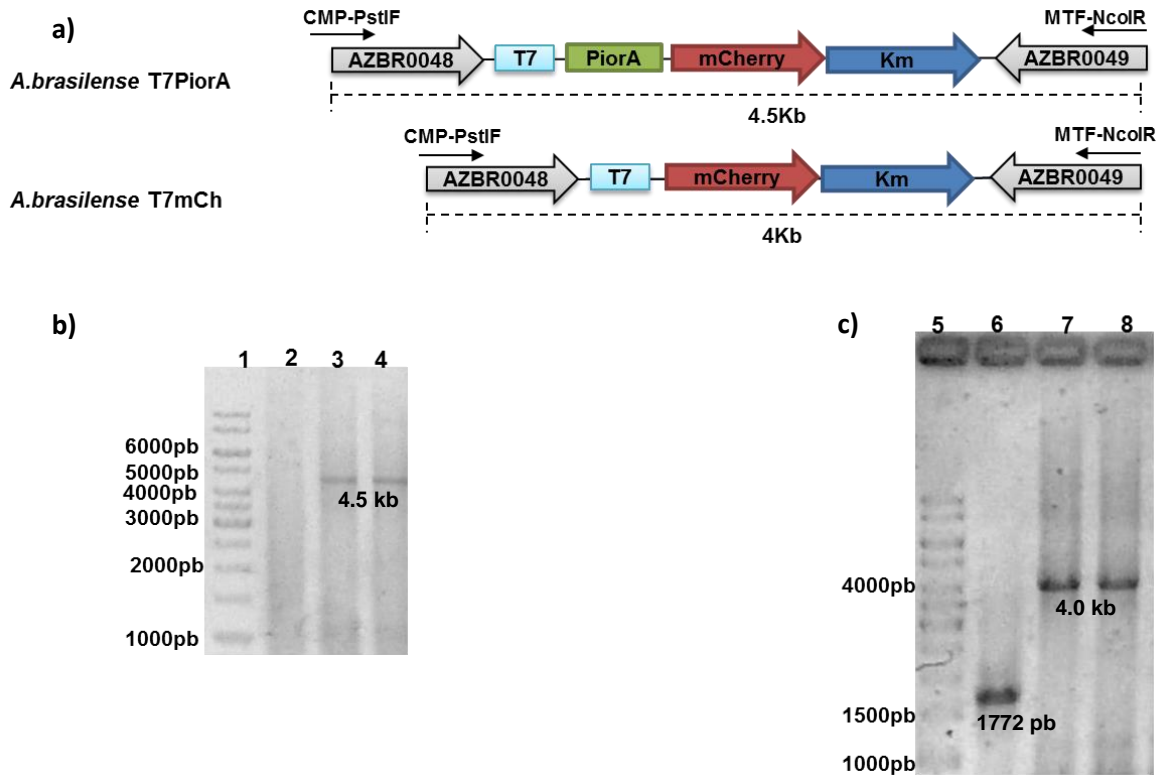 a)
CMP-PstIF
MTF-NcoIR
A.brasilense T7PiorA
AZBR0048 T7 PiorA mCherry Km AZBR0049
4.5Kb
CMP-PstIF
MTF-NcoIR
A.brasilense T7mCh
AZBR0048 T7 mCherry Km AZBR0049
4Kb
b)
1 2 3 4
6000pb
5000pb
4000pb
3000pb
2000pb
1000pb
4.5 kb
c)
5 6 7 8
4000pb
4.0 kb
1772 pb
1500pb
1000pb